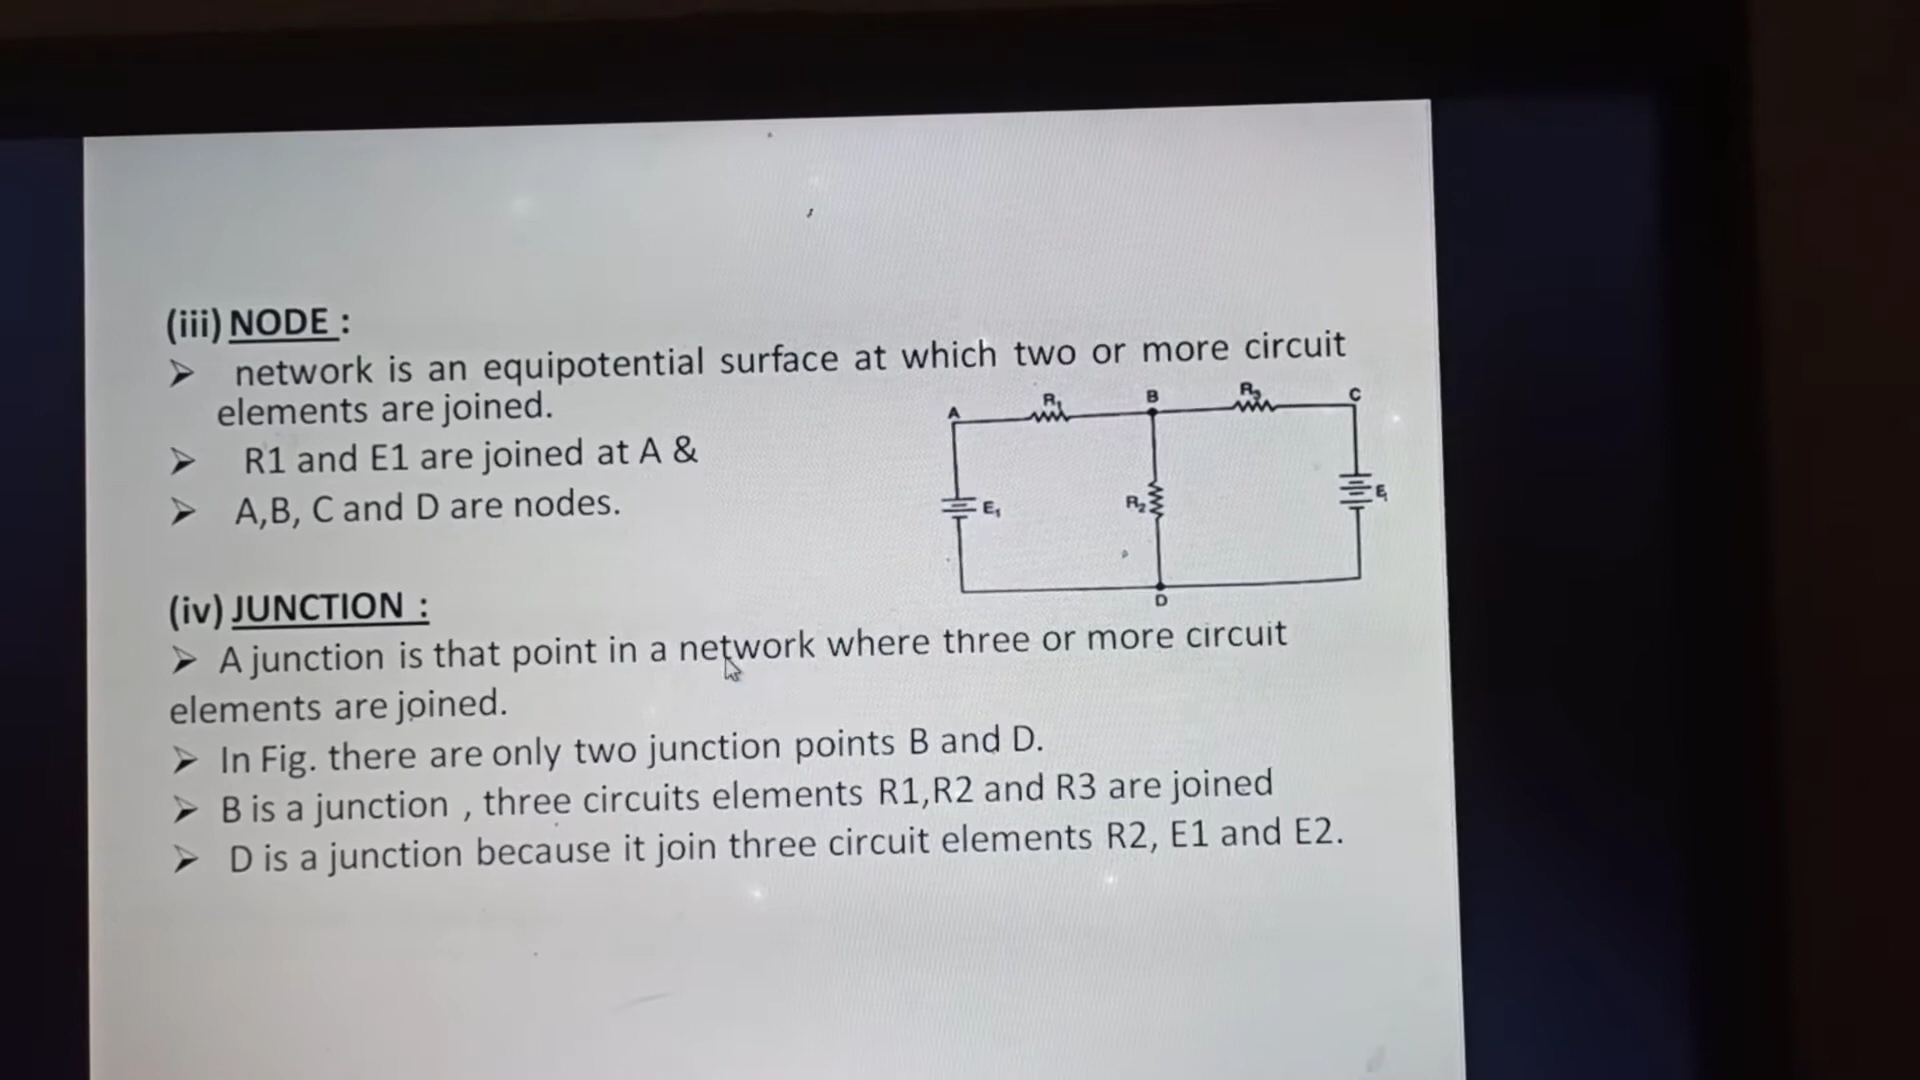 (iii) NODE :
➢ network is an equipotential surface at which two or more circuit
elements are joined.
➢ R1 and E1 are joined at A &
➢ A,B, C and D are nodes.
A R₁ B R₃ C
E₁ R₂ E₁
D
(iv) JUNCTION :
➢ A junction is that point in a network where three or more circuit
elements are joined.
➢ In Fig. there are only two junction points B and D.
➢ B is a junction , three circuits elements R1,R2 and R3 are joined
➢ D is a junction because it join three circuit elements R2, E1 and E2.